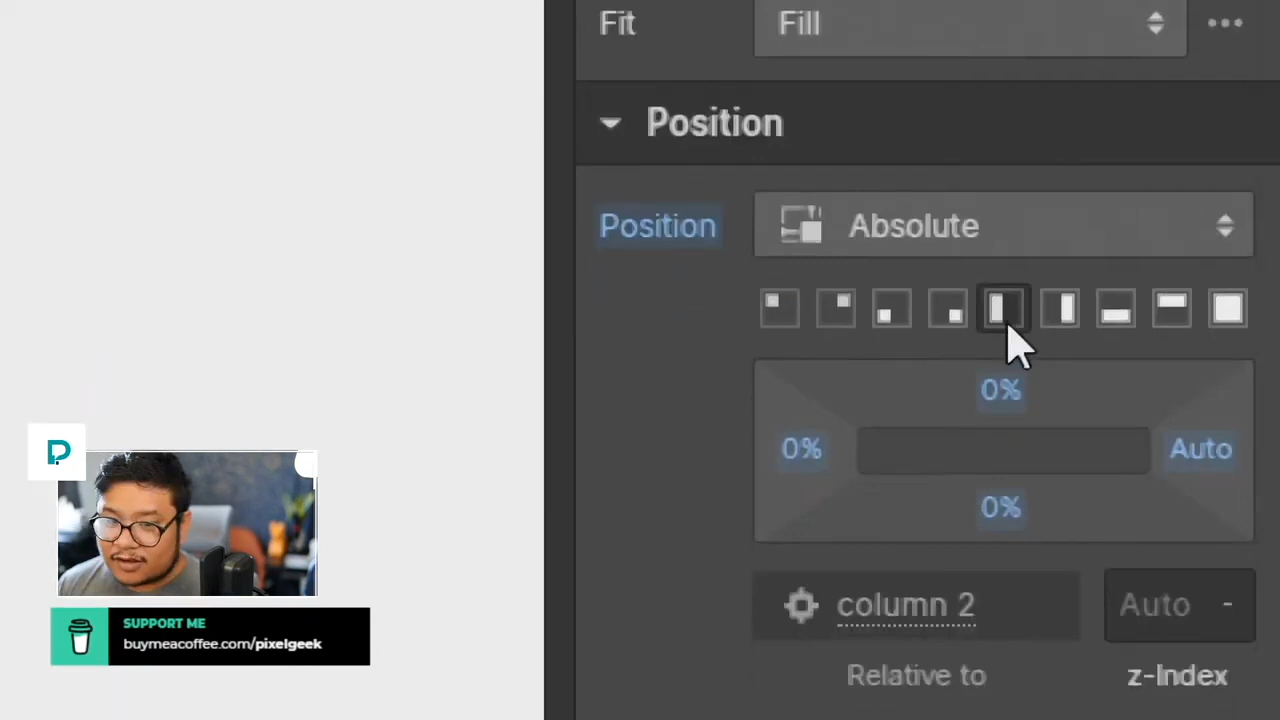 Fit Fill
Position
Position Absolute
0%
0% Auto
0%
column 2 Auto -
Relative to z-Index
SUPPORT ME
buymeacoffee.com/pixelgeek